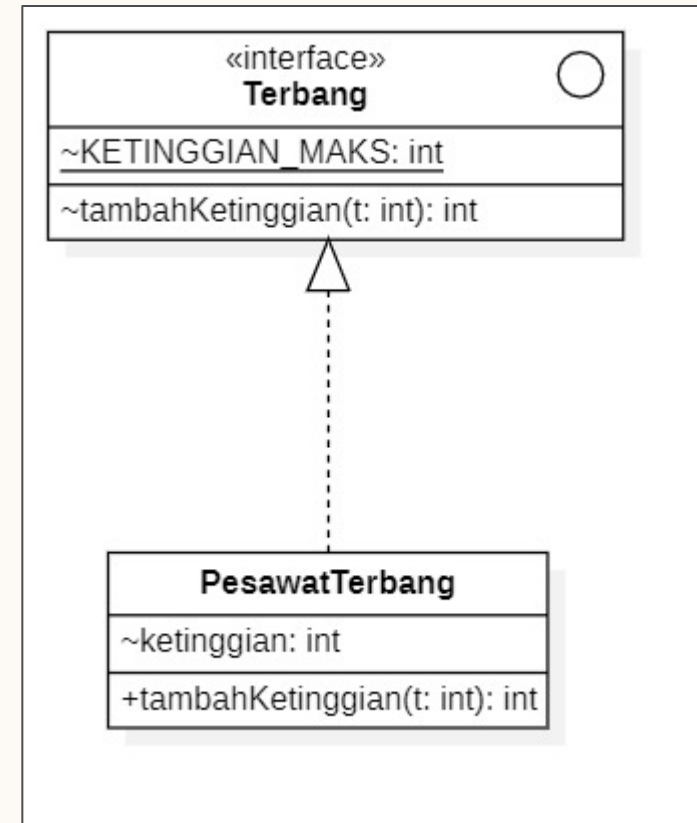 «interface»
Terbang
~KETINGGIAN_MAKS: int
~tambahKetinggian(t: int): int
PesawatTerbang
~ketinggian: int
+tambahKetinggian(t: int): int